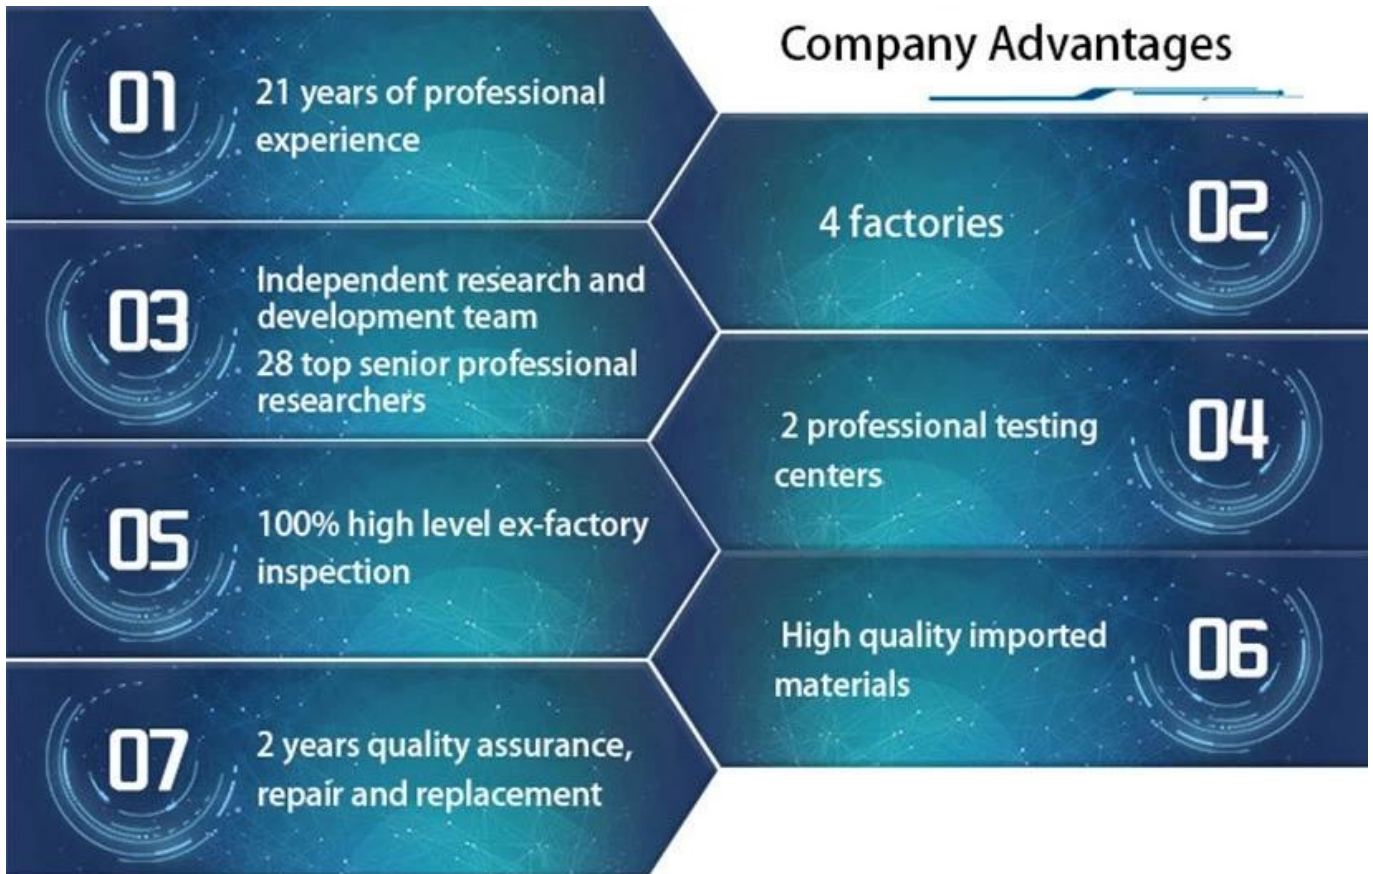 Company Advantages
01
21 years of professional
experience
02
4 factories
03
Independent research and
development team
28 top senior professional
researchers
04
2 professional testing
centers
05
100% high level ex-factory
inspection
06
High quality imported
materials
07
2 years quality assurance,
repair and replacement